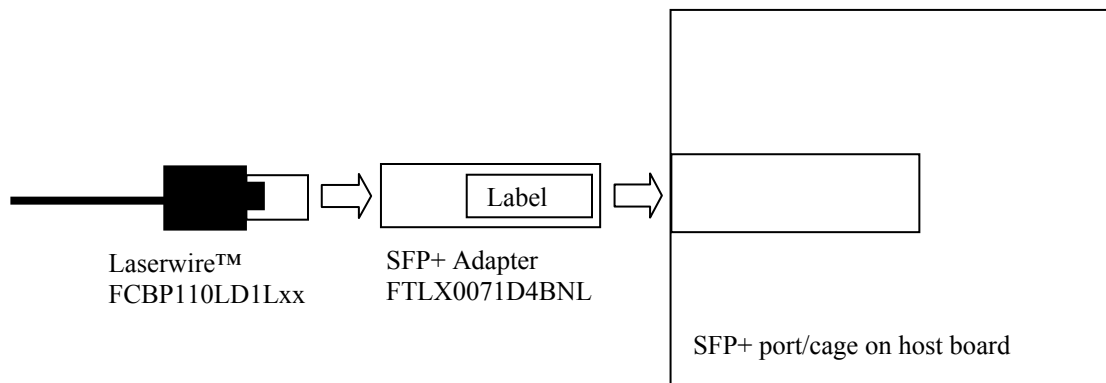 Label
Laserwire™
FCBP110LD1Lxx
SFP+ Adapter
FTLX0071D4BNL
SFP+ port/cage on host board